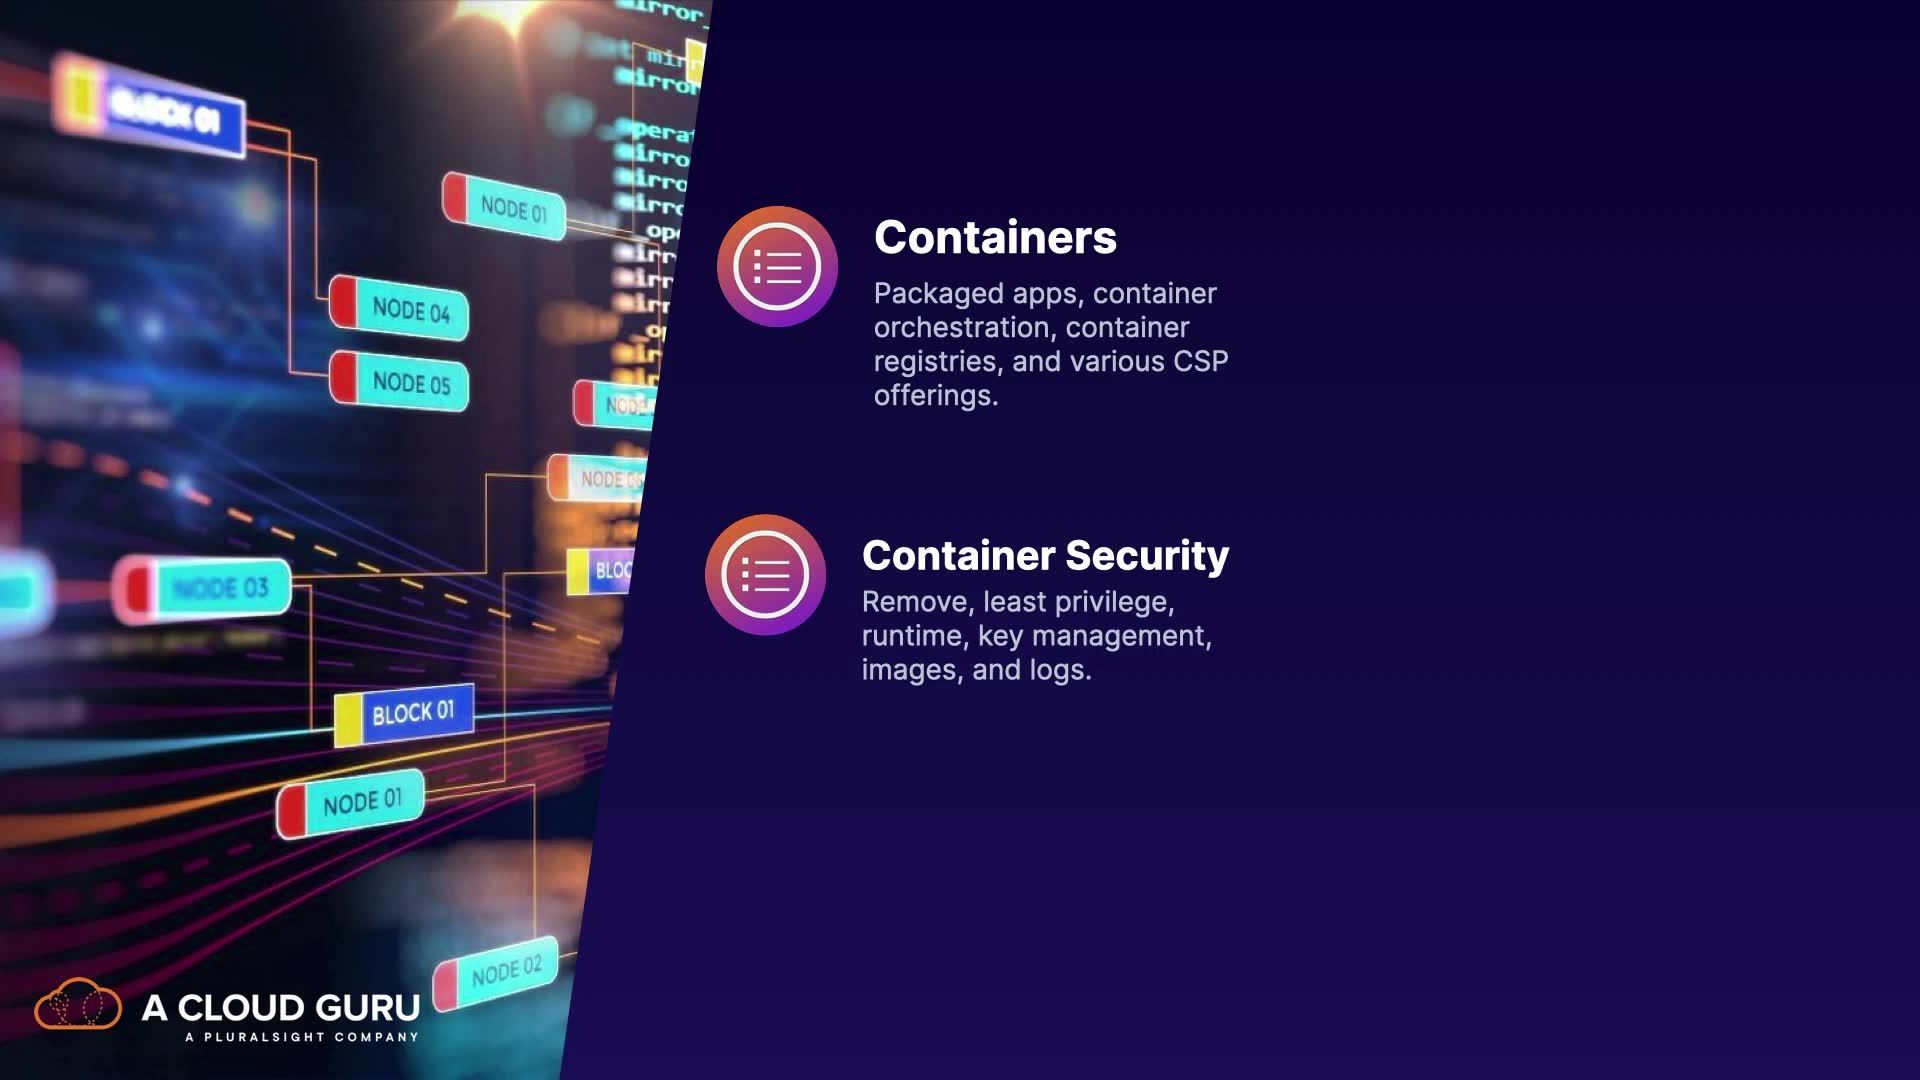 BLOCK 01
NODE 01
NODE 04
NODE 05
NODE 06
NODE 03
BLOCK 01
NODE 01
NODE 02
Containers
Packaged apps, container
orchestration, container
registries, and various CSP
offerings.
Container Security
Remove, least privilege,
runtime, key management,
images, and logs.
A CLOUD GURU
A PLURALSIGHT COMPANY